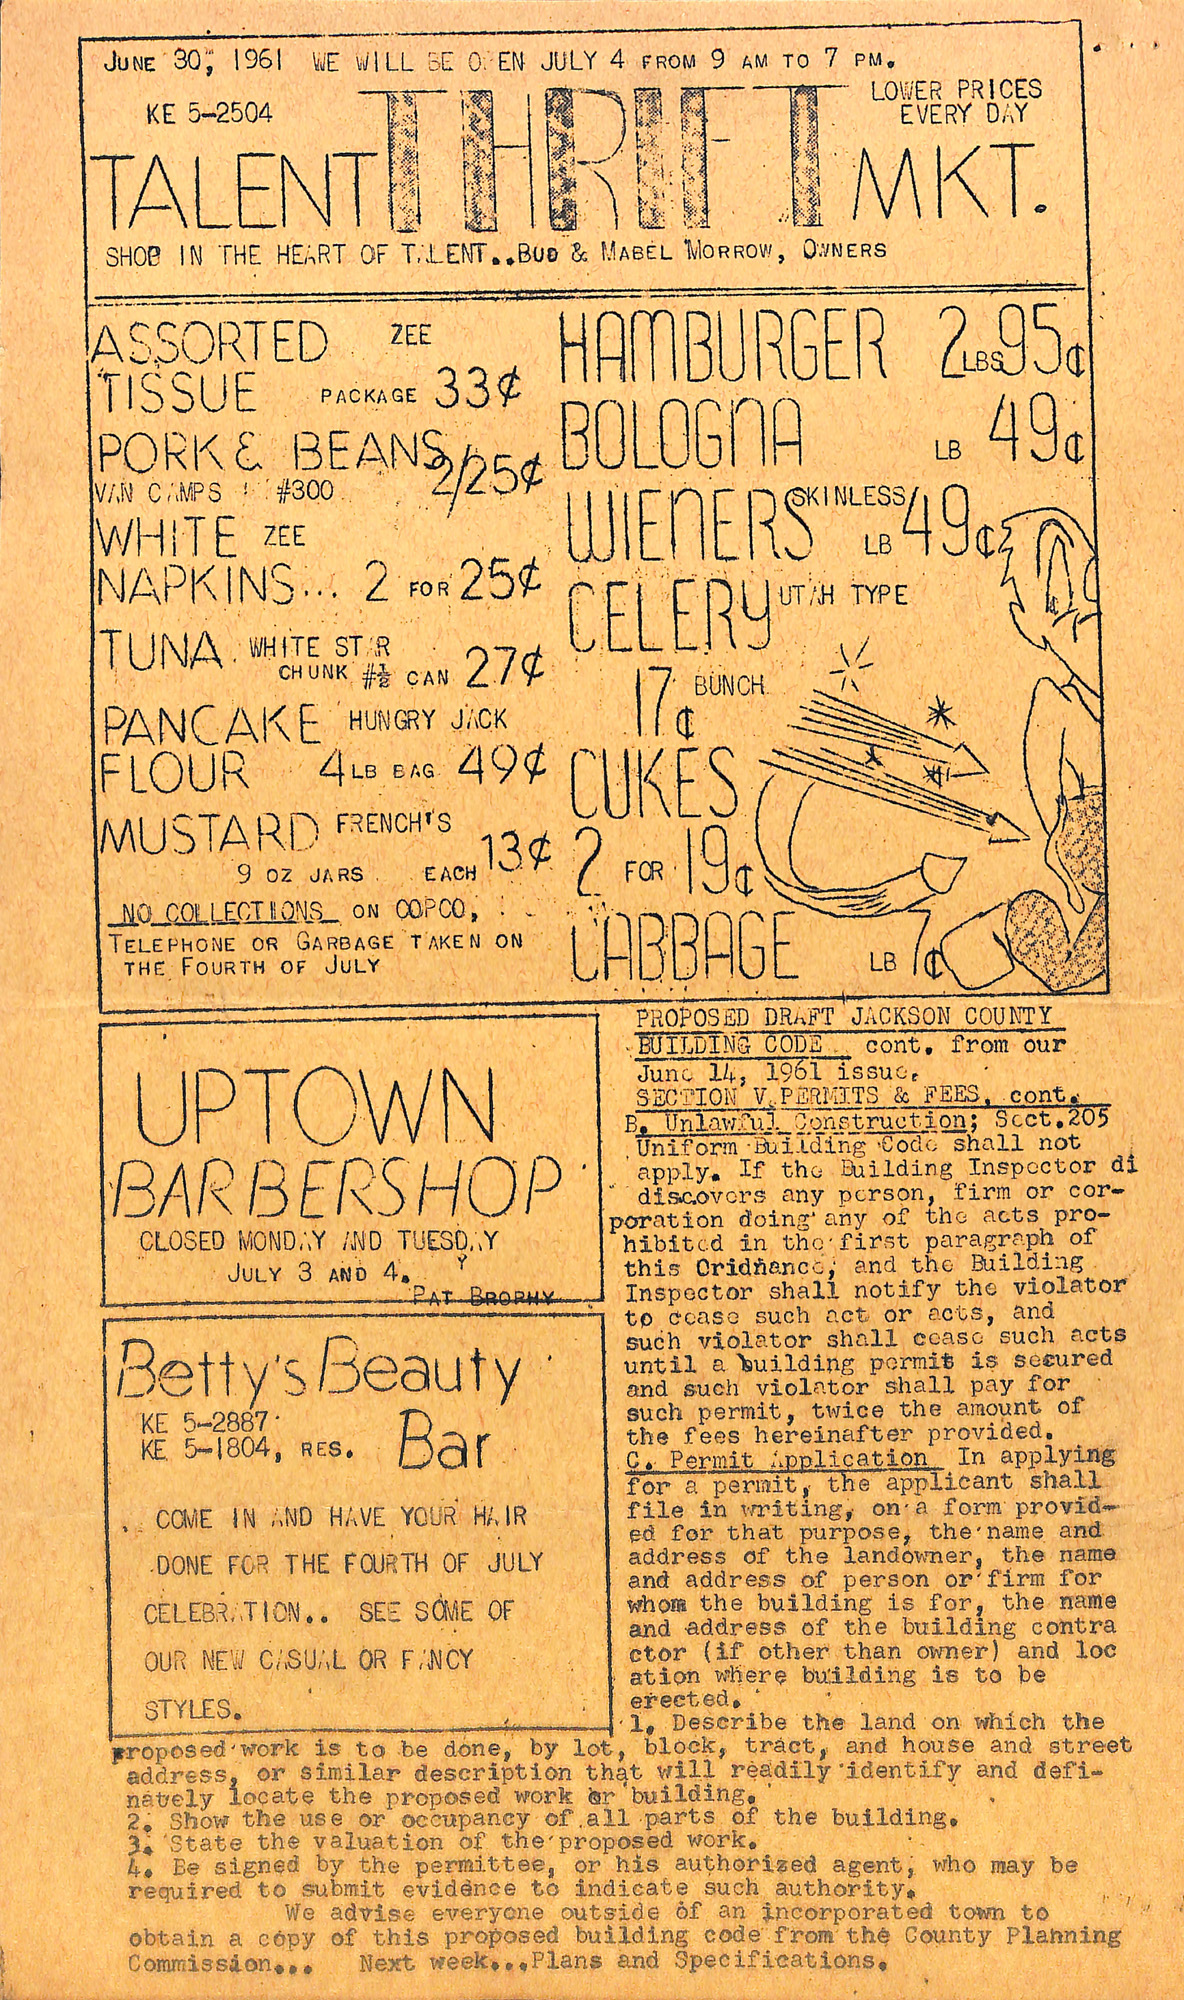 JUNE 30, 1961 WE WILL BE OPEN JULY 4 FROM 9 AM TO 7 PM.
KE 5-2504
LOWER PRICES
EVERY DAY
TALENT THRIFT MKT.
SHOP IN THE HEART OF TALENT..BUD & MABEL MORROW, OWNERS
ASSORTED ZEE
TISSUE PACKAGE 33¢
PORK & BEANS
VAN CAMPS #300 2/25¢
WHITE ZEE
NAPKINS... 2 FOR 25¢
TUNA WHITE STAR
CHUNK #½ CAN 27¢
PANCAKE HUNGRY JACK
FLOUR 4 LB BAG 49¢
MUSTARD FRENCH'S
9 OZ JARS EACH 13¢
NO COLLECTIONS ON COPCO,
TELEPHONE OR GARBAGE TAKEN ON
THE FOURTH OF JULY
HAMBURGER 2 LBS 95¢
BOLOGNA LB 49¢
WIENERS SKINLESS LB 49¢
CELERY UTAH TYPE
17¢ BUNCH
CUKES
2 FOR 19¢
CABBAGE LB 7¢
UPTOWN
BARBERSHOP
CLOSED MONDAY AND TUESDAY
JULY 3 AND 4. Y
PAT BROPHY
Betty's Beauty
KE 5-2887
KE 5-1804, RES. Bar
COME IN AND HAVE YOUR HAIR
DONE FOR THE FOURTH OF JULY
CELEBRATION.. SEE SOME OF
OUR NEW CASUAL OR FANCY
STYLES.
PROPOSED DRAFT JACKSON COUNTY
BUILDING CODE cont. from our
June 14, 1961 issue.
SECTION V.PERMITS & FEES, cont.
B. Unlawful Construction; Sect.205
Uniform Building Code shall not
apply. If the Building Inspector di
discovers any person, firm or cor-
poration doing any of the acts pro-
hibited in the first paragraph of
this Oridnance, and the Building
Inspector shall notify the violator
to cease such act or acts, and
such violator shall cease such acts
until a building permit is secured
and such violator shall pay for
such permit, twice the amount of
the fees hereinafter provided.
C. Permit Application In applying
for a permit, the applicant shall
file in writing, on a form provid-
ed for that purpose, the name and
address of the landowner, the name
and address of person or firm for
whom the building is for, the name
and address of the building contra
ctor (if other than owner) and loc
ation where building is to be
erected.
1. Describe the land on which the
proposed work is to be done, by lot, block, tract, and house and street
address, or similar description that will readily identify and defi-
nately locate the proposed work or building.
2. Show the use or occupancy of all parts of the building.
3. State the valuation of the proposed work.
4. Be signed by the permittee, or his authorized agent, who may be
required to submit evidence to indicate such authority.
We advise everyone outside of an incorporated town to
obtain a copy of this proposed building code from the County Planning
Commission... Next week...Plans and Specifications.